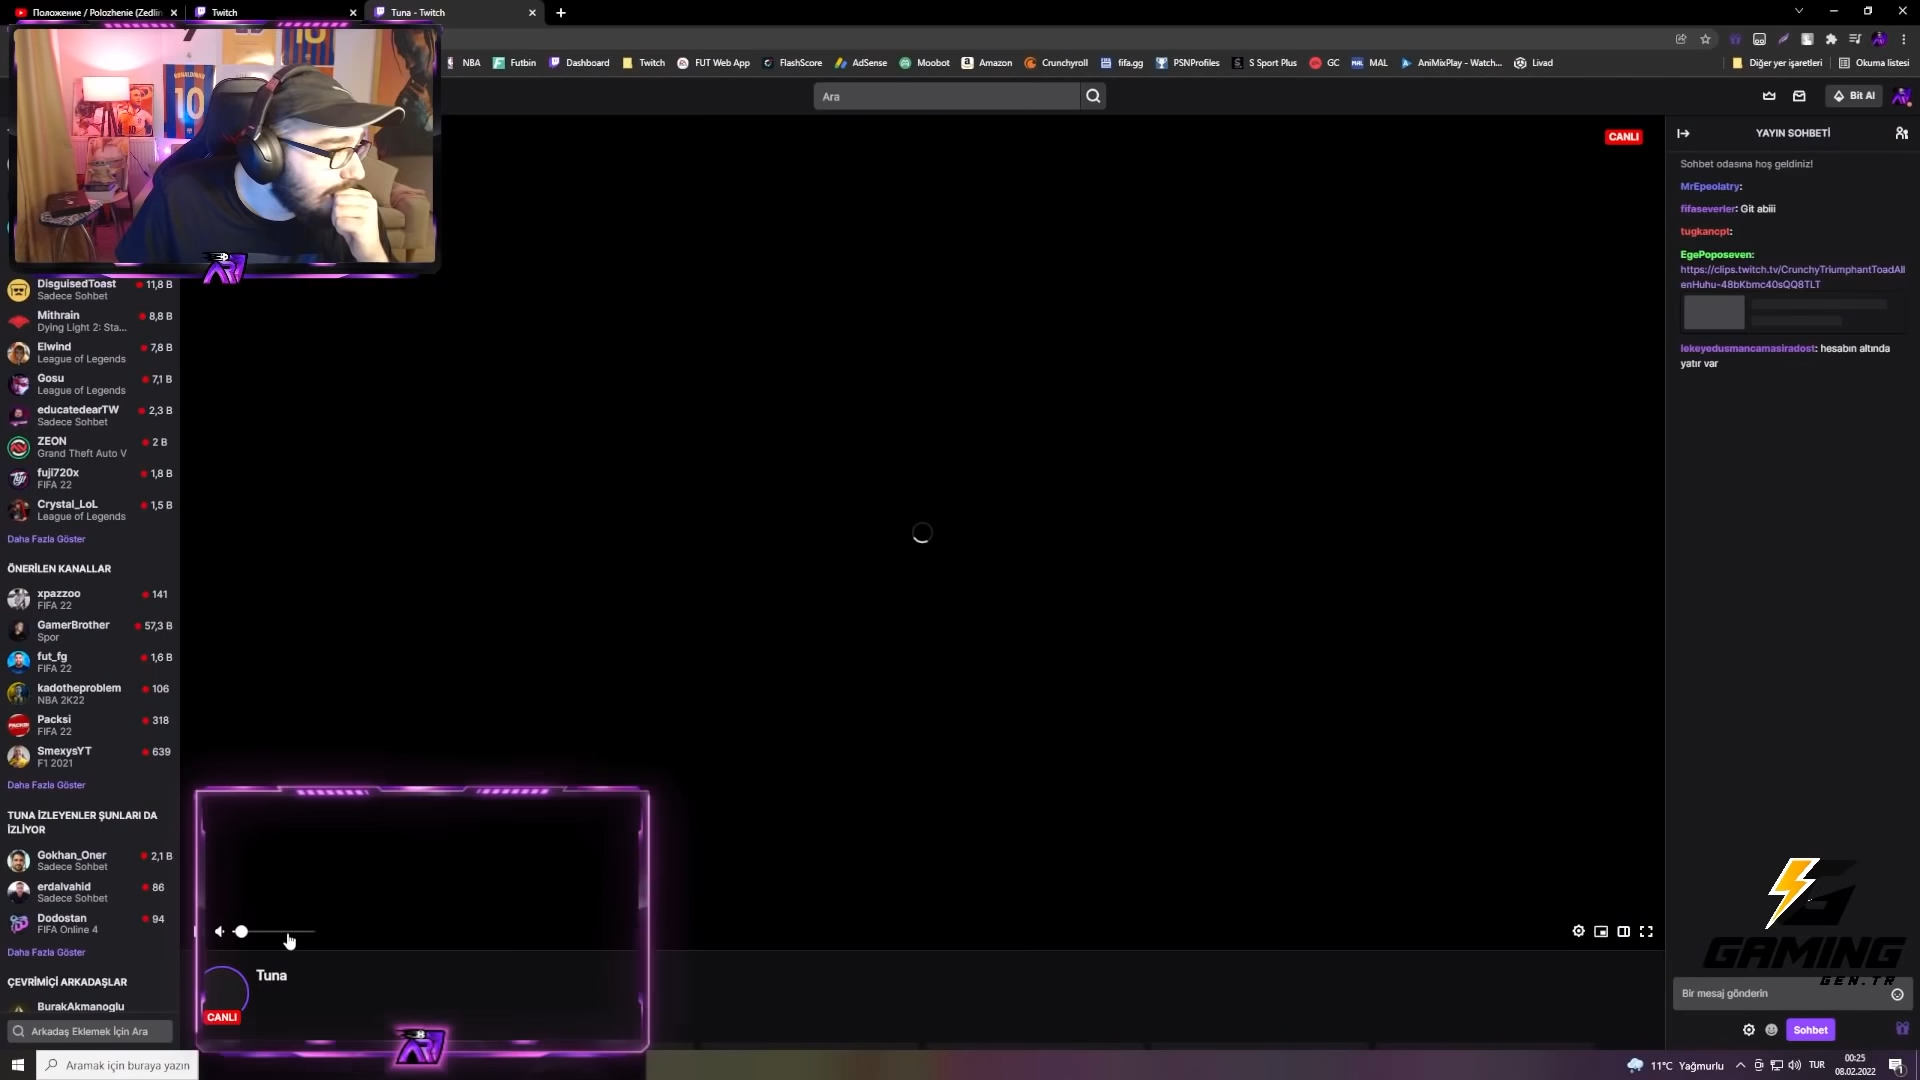 Положение / Polozhenie (Zedlin
Twitch
Tuna - Twitch
NBA
Futbin
Dashboard
Twitch
FUT Web App
FlashScore
AdSense
Moobot
Amazon
Crunchyroll
fifa.gg
PSNProfiles
S Sport Plus
GC
MAL
AniMixPlay - Watch...
Livad
Diğer yer işaretleri
Okuma listesi
Ara
Bit Al
RONALDINHO
10
10
CANLI
YAYIN SOHBETİ
Sohbet odasına hoş geldiniz!
MrEpeolatry:
fifaseverler: Git abiii
tugkancpt:
EgePoposeven:
https://clips.twitch.tv/CrunchyTriumphantToadAli
enHuhu-48bKbmc40sQQ8TLT
lekeyedusmancamasiradost: hesabın altında
yatır var
DisguisedToast 11,8 B
Sadece Sohbet
Mithrain 8,8 B
Dying Light 2: Sta...
Elwind 7,8 B
League of Legends
Gosu 7,1 B
League of Legends
educatedearTW 2,3 B
Sadece Sohbet
ZEON 2 B
Grand Theft Auto V
fuji720x 1,8 B
FIFA 22
Crystal_LoL 1,5 B
League of Legends
Daha Fazla Göster
ÖNERİLEN KANALLAR
xpazzoo 141
FIFA 22
GamerBrother 57,3 B
Spor
fut_fg 1,6 B
FIFA 22
kadotheproblem 106
NBA 2K22
Packsi 318
FIFA 22
SmexysYT 639
F1 2021
Daha Fazla Göster
TUNA İZLEYENLER ŞUNLARI DA
İZLİYOR
Gokhan_Oner 2,1 B
Sadece Sohbet
erdalvahid 86
Sadece Sohbet
Dodostan 94
FIFA Online 4
Daha Fazla Göster
ÇEVRİMİÇİ ARKADAŞLAR
BurakAkmanoglu
Arkadaş Eklemek İçin Ara
Tuna
CANLI
GAMING
GEN.TR
Bir mesaj gönderin
Sohbet
Aramak için buraya yazın
11°C Yağmurlu
TUR
00:25
08.02.2022
1